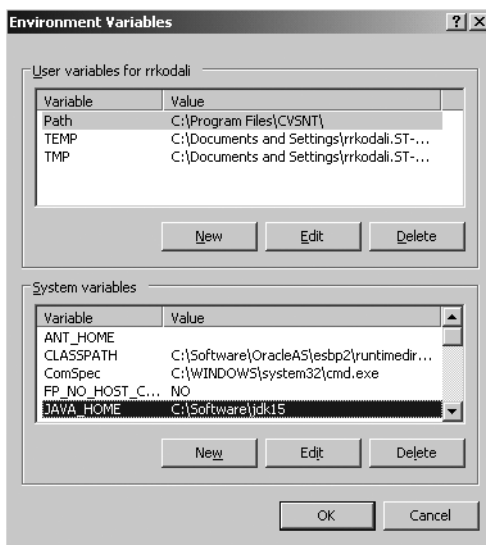 Environment Variables
User variables for rrkodali
Variable Value
Path C:\Program Files\CVSNT\
TEMP C:\Documents and Settings\rrkodali.ST-...
TMP C:\Documents and Settings\rrkodali.ST-...
New Edit Delete
System variables
Variable Value
ANT_HOME
CLASSPATH C:\Software\OracleAS\esbp2\runtimedir...
ComSpec C:\WINDOWS\system32\cmd.exe
FP_NO_HOST_C... NO
JAVA_HOME C:\Software\jdk15
New Edit Delete
OK Cancel